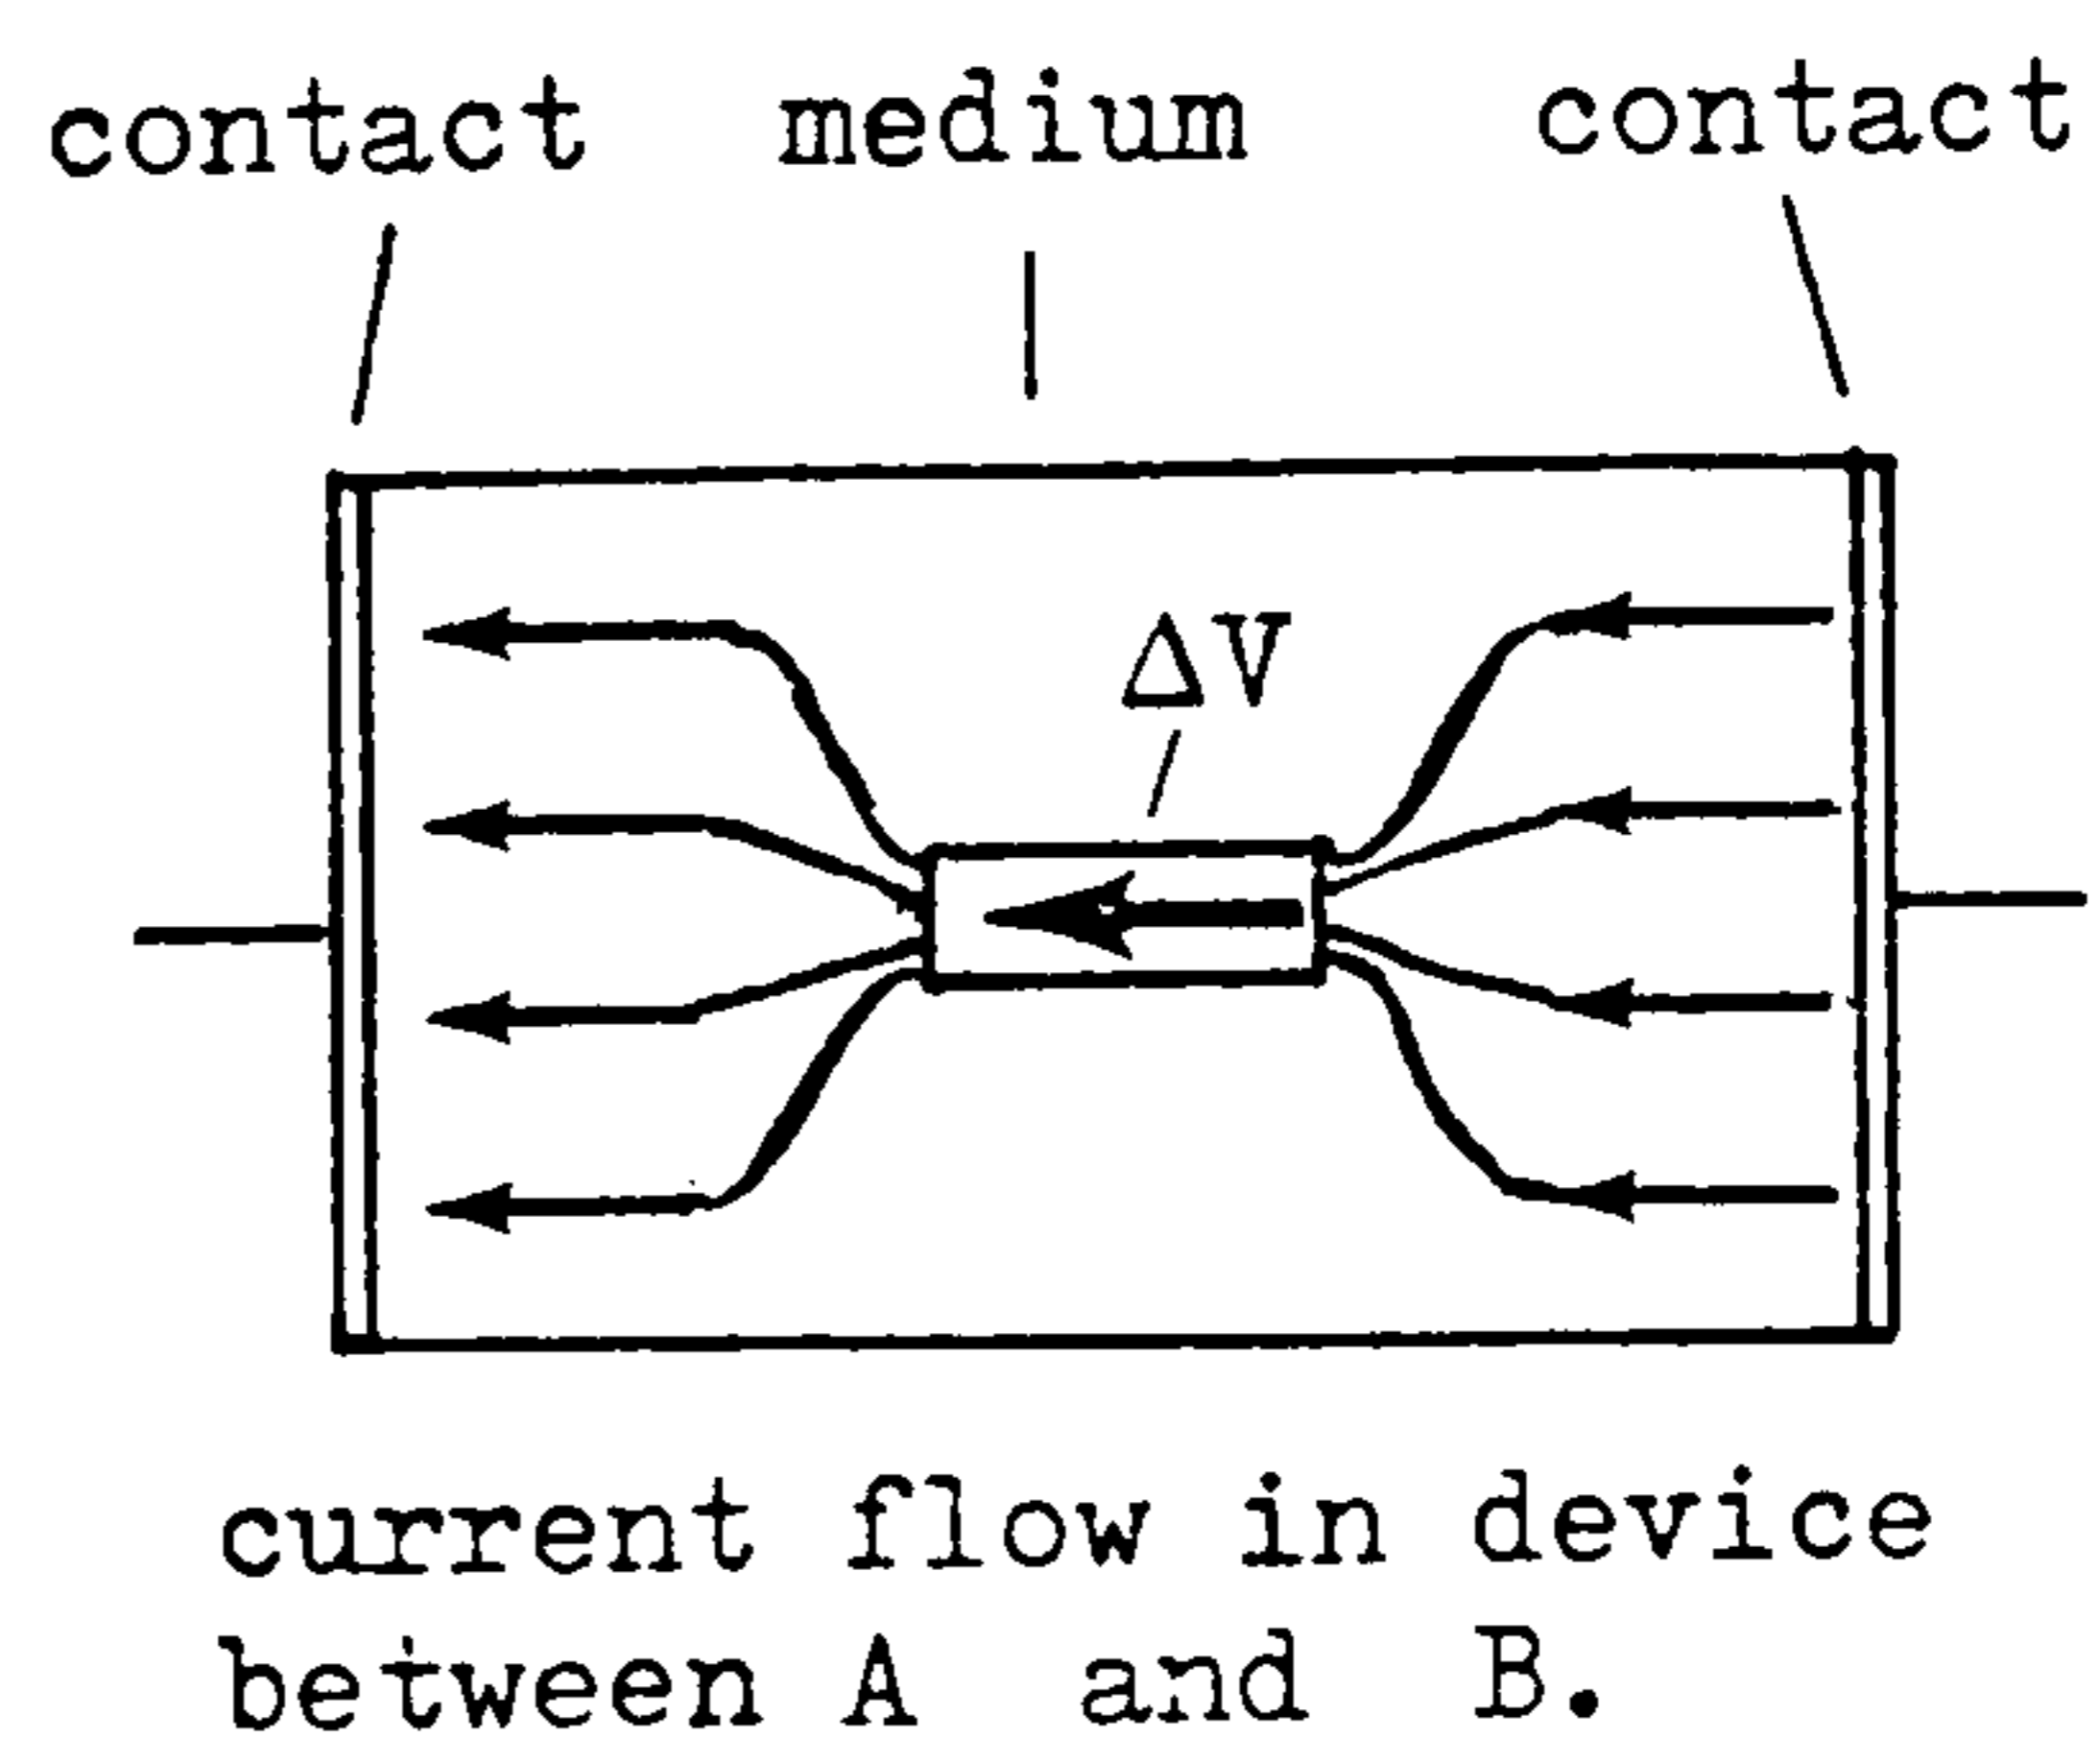 contact medium contact
ΔV
current flow in device
between A and B.